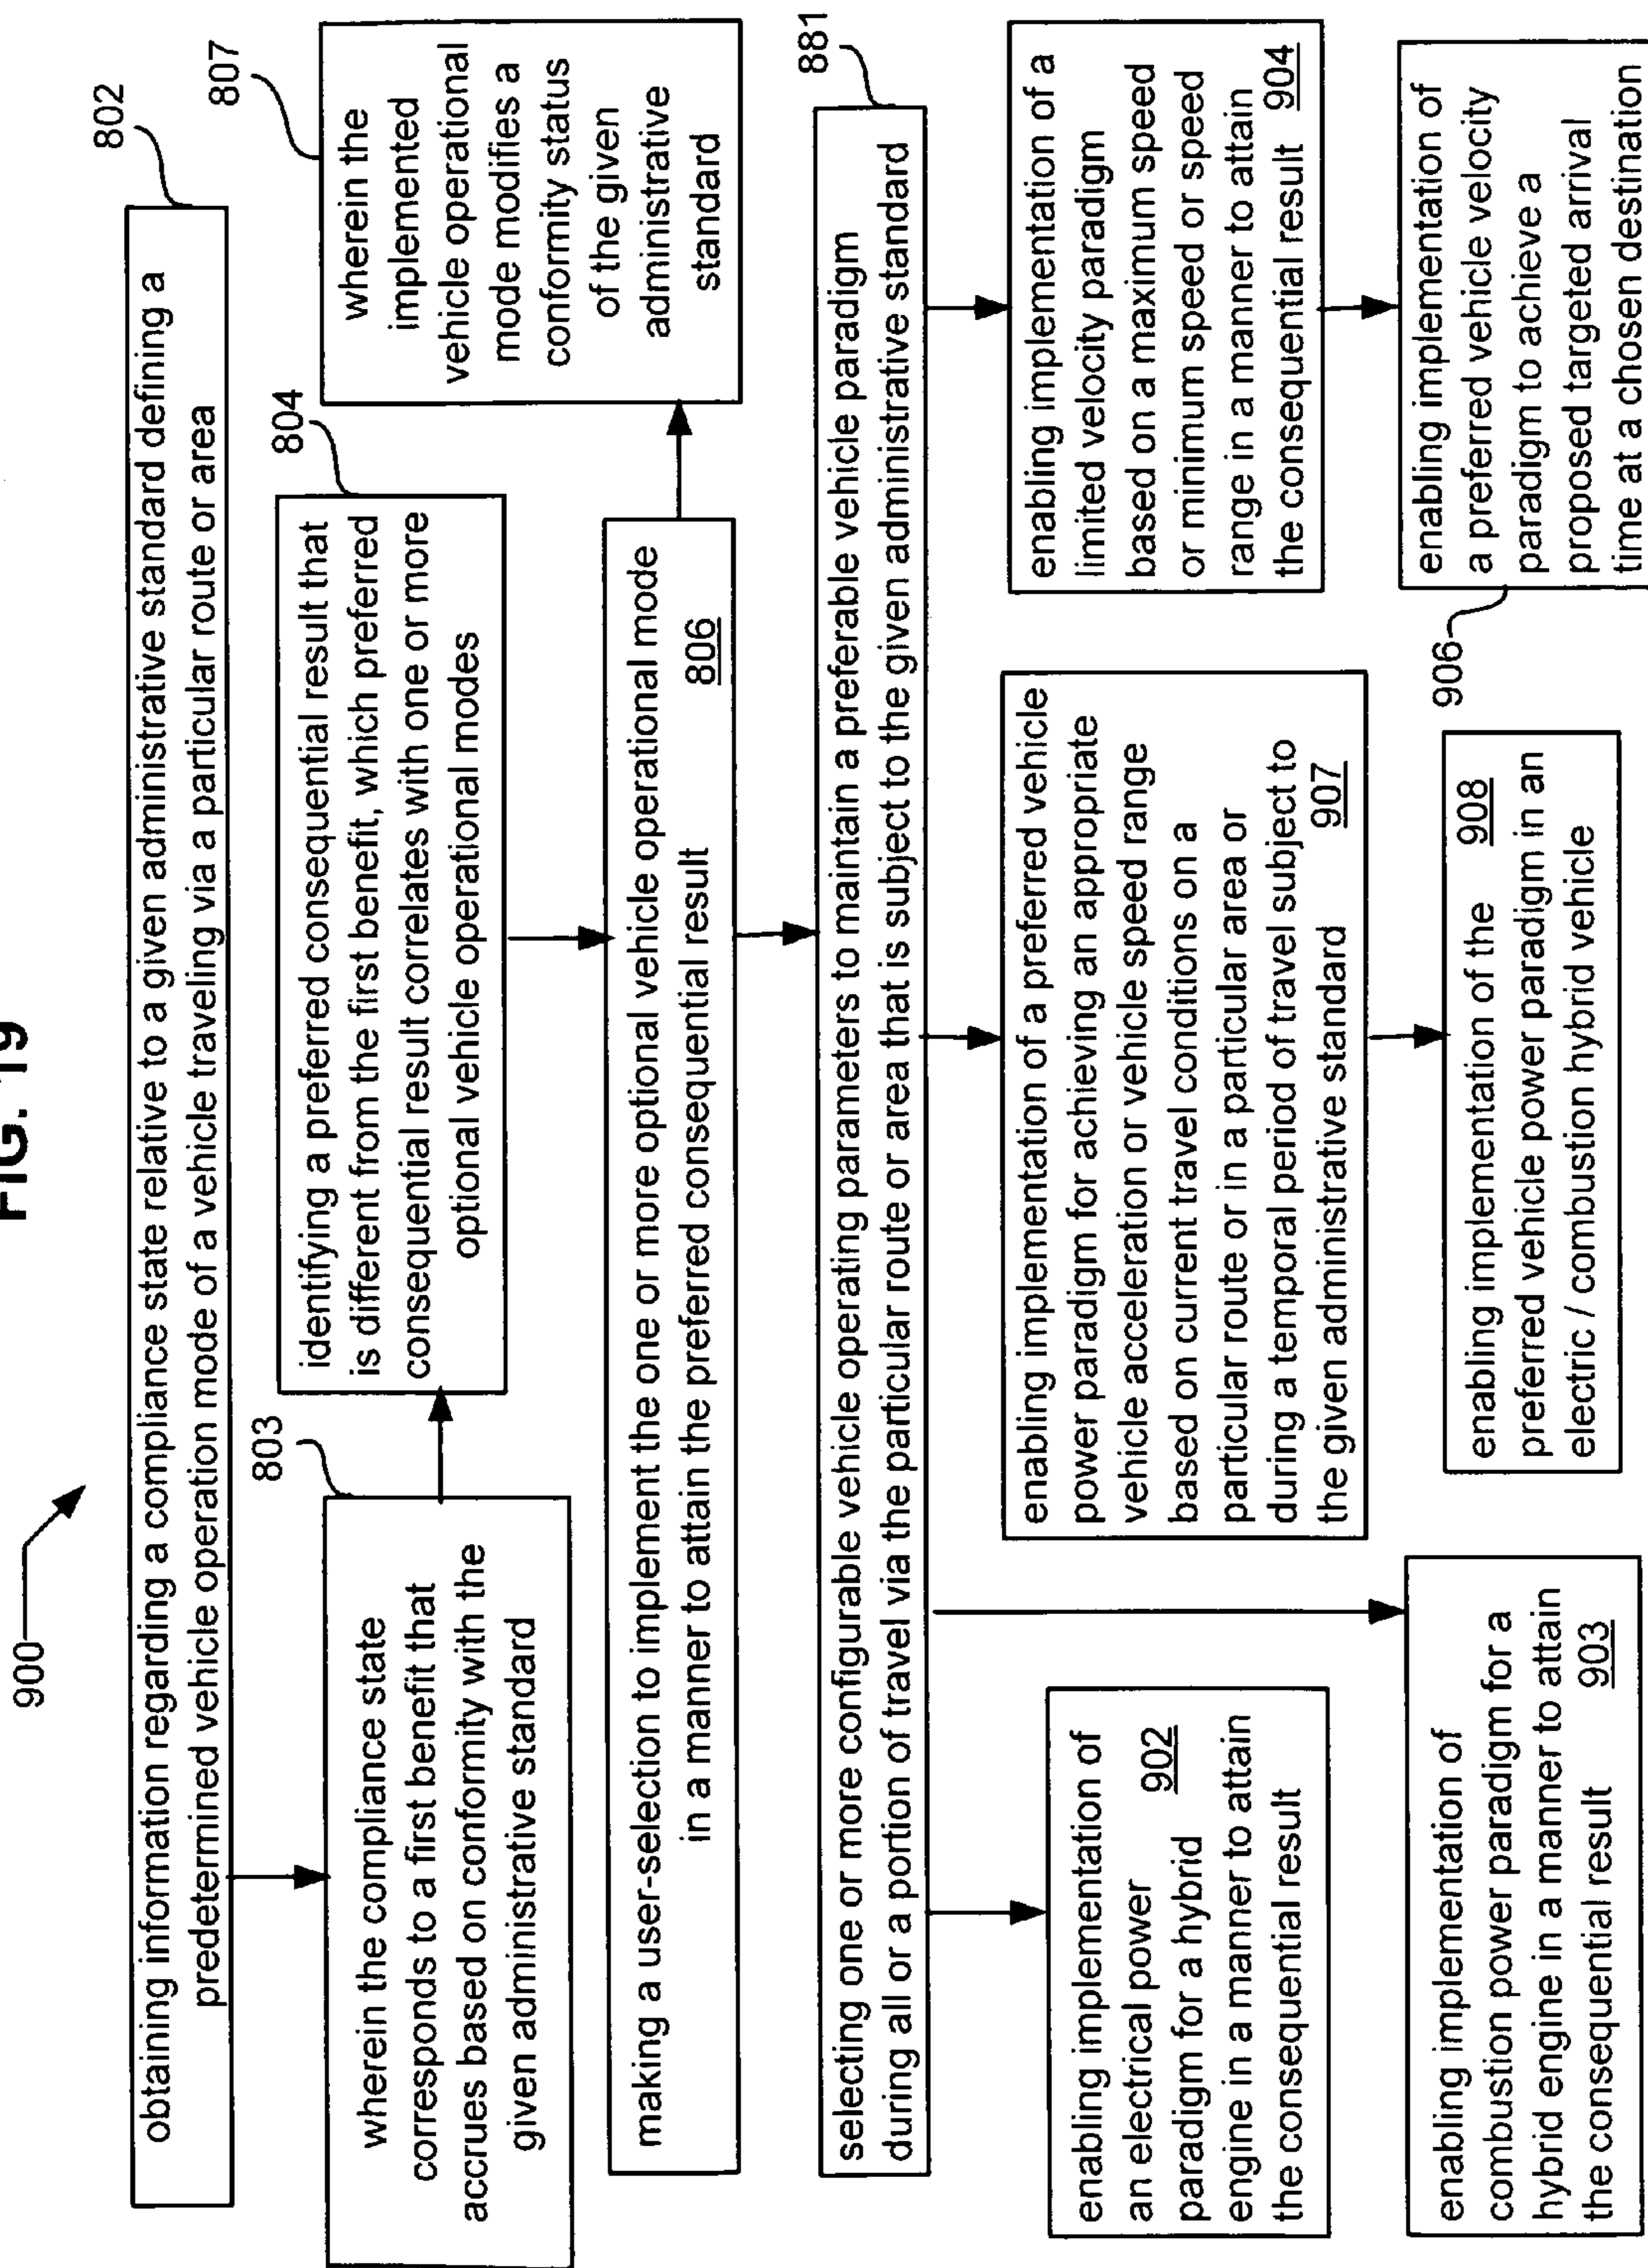 FIG. 19
900
802
obtaining information regarding a compliance state relative to a given administrative standard defining a
predetermined vehicle operation mode of a vehicle traveling via a particular route or area
803
wherein the compliance state
corresponds to a first benefit that
accrues based on conformity with the
given administrative standard
804
identifying a preferred consequential result that
is different from the first benefit, which preferred
consequential result correlates with one or more
optional vehicle operational modes
807
wherein the
implemented
vehicle operational
mode modifies a
conformity status
of the given
administrative
standard
making a user-selection to implement the one or more optional vehicle operational mode
in a manner to attain the preferred consequential result 806
881
selecting one or more configurable vehicle operating parameters to maintain a preferable vehicle paradigm
during all or a portion of travel via the particular route or area that is subject to the given administrative standard
enabling implementation of
an electrical power 902
paradigm for a hybrid
engine in a manner to attain
the consequential result
enabling implementation of
combustion power paradigm for a
hybrid engine in a manner to attain
the consequential result 903
enabling implementation of a preferred vehicle
power paradigm for achieving an appropriate
vehicle acceleration or vehicle speed range
based on current travel conditions on a
particular route or in a particular area or
during a temporal period of travel subject to
the given administrative standard 907
enabling implementation of the 908
preferred vehicle power paradigm in an
electric / combustion hybrid vehicle
enabling implementation of a
limited velocity paradigm
based on a maximum speed
or minimum speed or speed
range in a manner to attain
the consequential result 904
906
enabling implementation of
a preferred vehicle velocity
paradigm to achieve a
proposed targeted arrival
time at a chosen destination